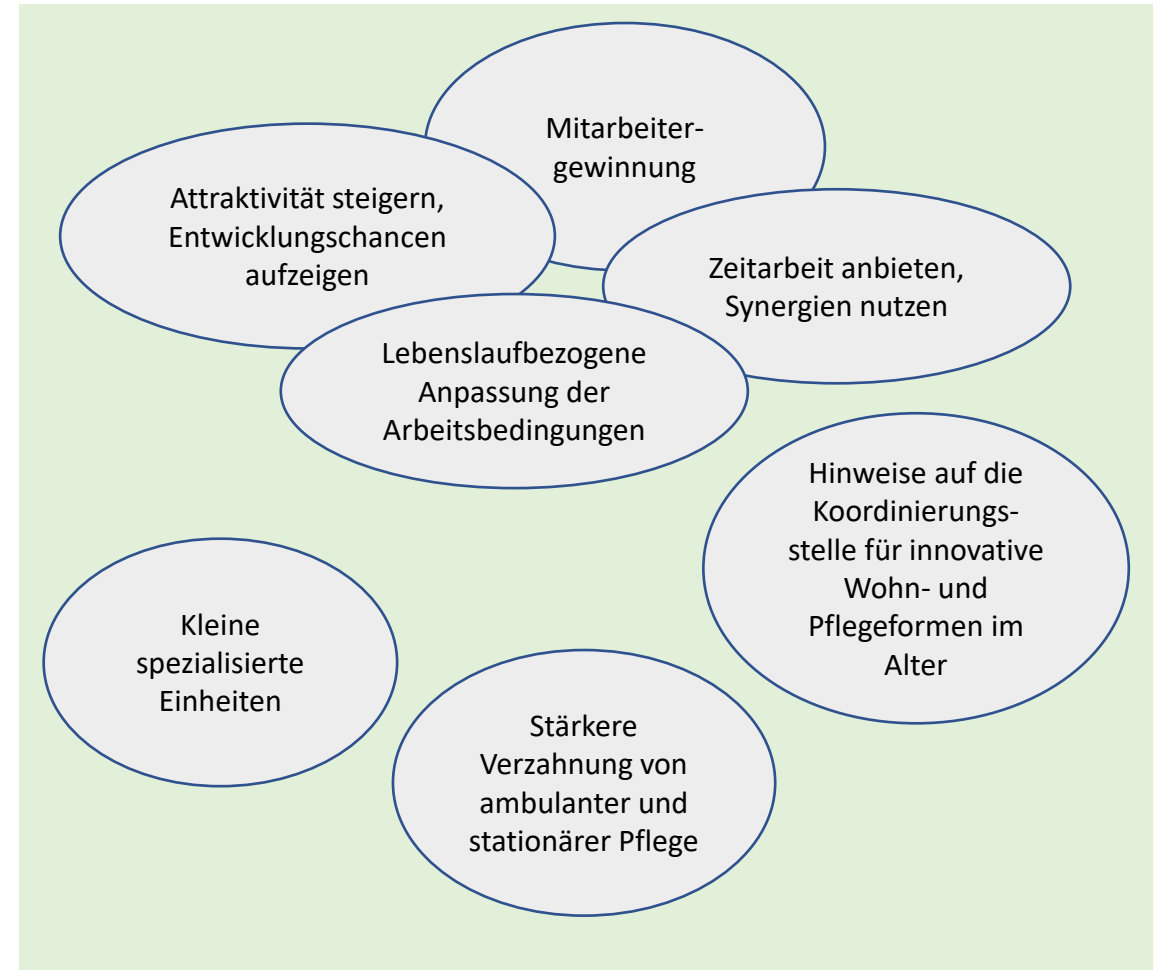 Mitarbeiter-
gewinnung
Attraktivität steigern,
Entwicklungschancen
aufzeigen
Zeitarbeit anbieten,
Synergien nutzen
Lebenslaufbezogene
Anpassung der
Arbeitsbedingungen
Hinweise auf die
Koordinierungs-
stelle für innovative
Wohn- und
Pflegeformen im
Alter
Kleine
spezialisierte
Einheiten
Stärkere
Verzahnung von
ambulanter und
stationärer Pflege